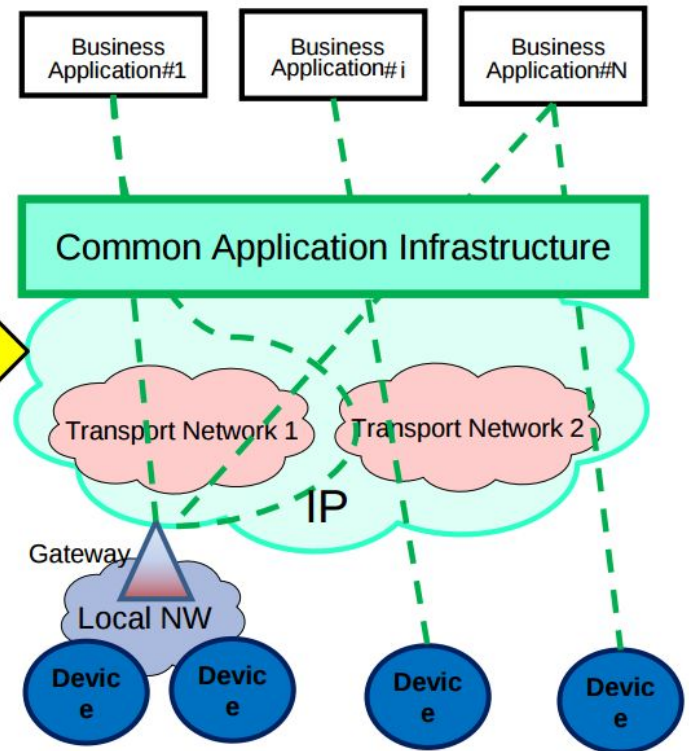 Business
Application#1
Business
Application# i
Business
Application#N
Common Application Infrastructure
Transport Network 1
Transport Network 2
IP
Gateway
Local NW
Devic
e
Devic
e
Devic
e
Devic
e